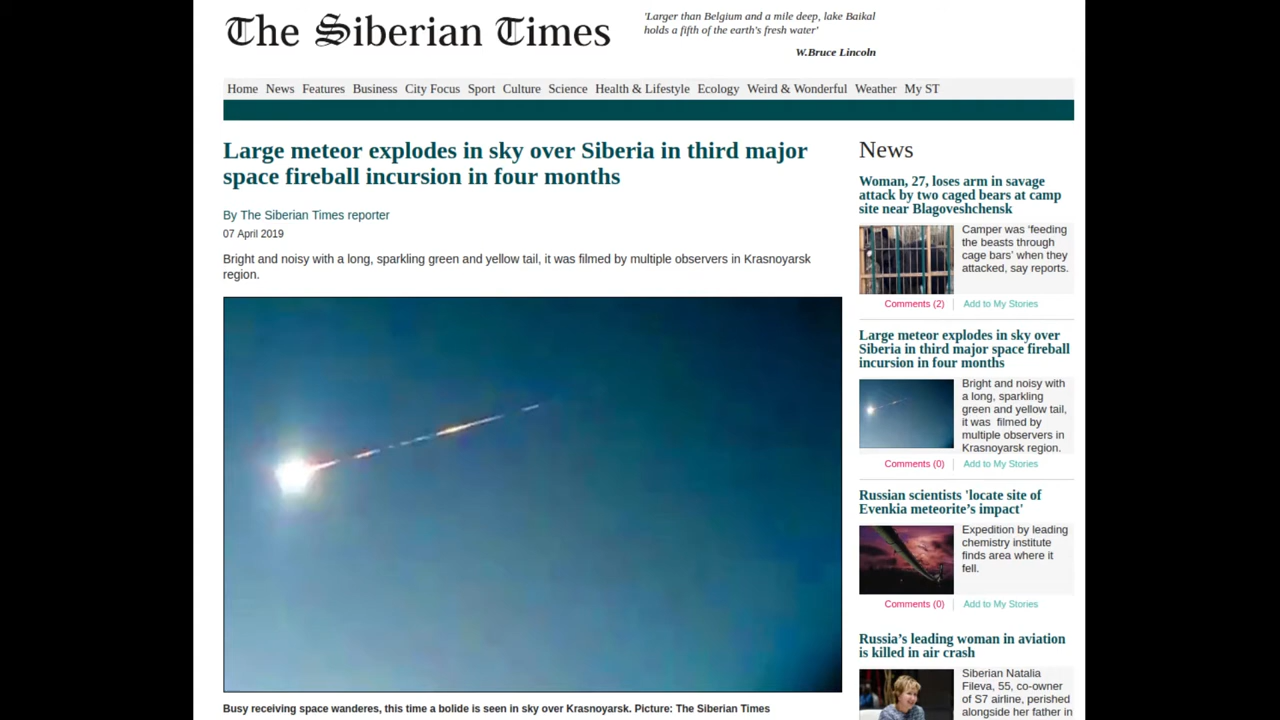 The Siberian Times
'Larger than Belgium and a mile deep, lake Baikal
holds a fifth of the earth's fresh water'
W.Bruce Lincoln
Home News Features Business City Focus Sport Culture Science Health & Lifestyle Ecology Weird & Wonderful Weather My ST
Large meteor explodes in sky over Siberia in third major
space fireball incursion in four months
By The Siberian Times reporter
07 April 2019
Bright and noisy with a long, sparkling green and yellow tail, it was filmed by multiple observers in Krasnoyarsk
region.
Busy receiving space wanderes, this time a bolide is seen in sky over Krasnoyarsk. Picture: The Siberian Times
News
Woman, 27, loses arm in savage
attack by two caged bears at camp
site near Blagoveshchensk
Camper was ‘feeding
the beasts through
cage bars’ when they
attacked, say reports.
Comments (2) Add to My Stories
Large meteor explodes in sky over
Siberia in third major space fireball
incursion in four months
Bright and noisy with
a long, sparkling
green and yellow tail,
it was filmed by
multiple observers in
Krasnoyarsk region.
Comments (0) Add to My Stories
Russian scientists 'locate site of
Evenkia meteorite’s impact'
Expedition by leading
chemistry institute
finds area where it
fell.
Comments (0) Add to My Stories
Russia’s leading woman in aviation
is killed in air crash
Siberian Natalia
Fileva, 55, co-owner
of S7 airline, perished
alongside her father in